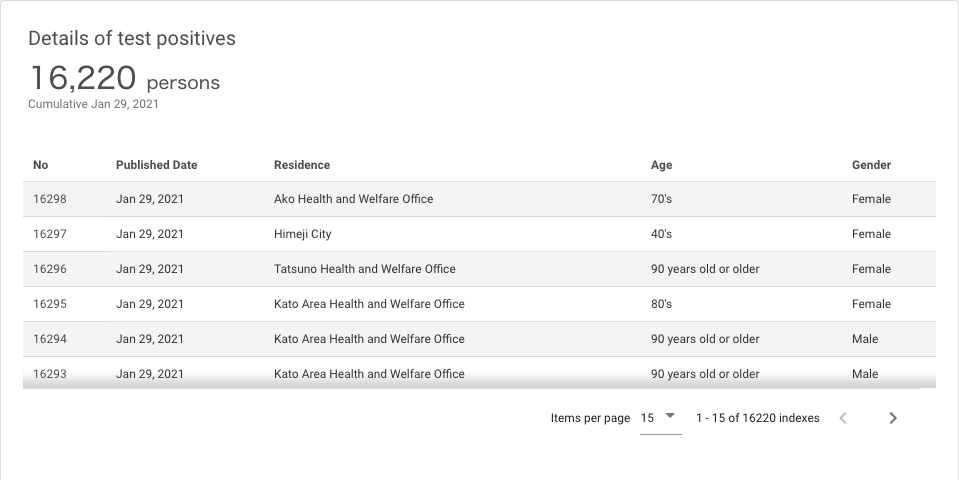 Details of test positives
16,220 persons
Cumulative Jan 29, 2021
No Published Date Residence Age Gender
16298 Jan 29, 2021 Ako Health and Welfare Office 70's Female
16297 Jan 29, 2021 Himeji City 40's Female
16296 Jan 29, 2021 Tatsuno Health and Welfare Office 90 years old or older Female
16295 Jan 29, 2021 Kato Area Health and Welfare Office 80's Female
16294 Jan 29, 2021 Kato Area Health and Welfare Office 90 years old or older Male
16293 Jan 29, 2021 Kato Area Health and Welfare Office 90 years old or older Male
Items per page 15 1 - 15 of 16220 indexes